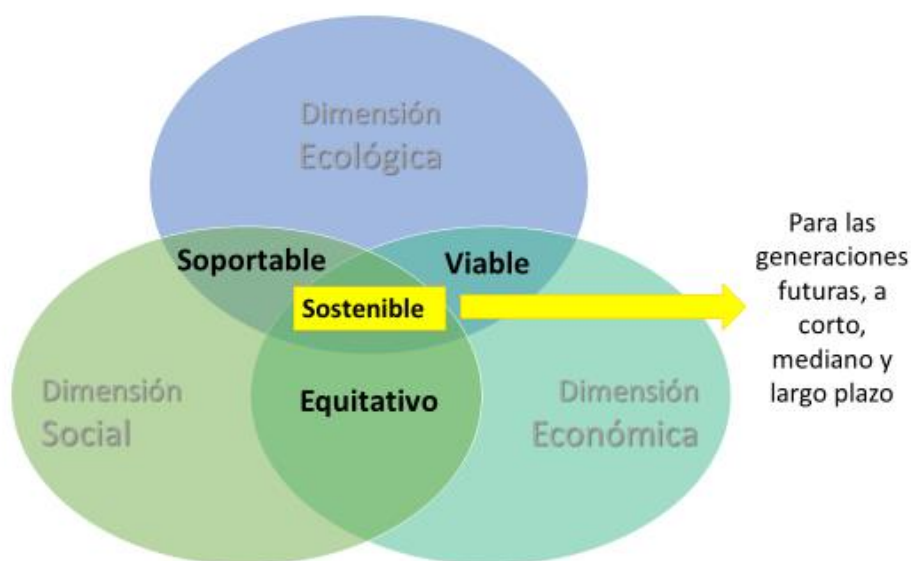 Dimensión
Ecológica
Soportable
Viable
Sostenible
Dimensión
Social
Equitativo
Dimensión
Económica
Para las
generaciones
futuras, a
corto,
mediano y
largo plazo